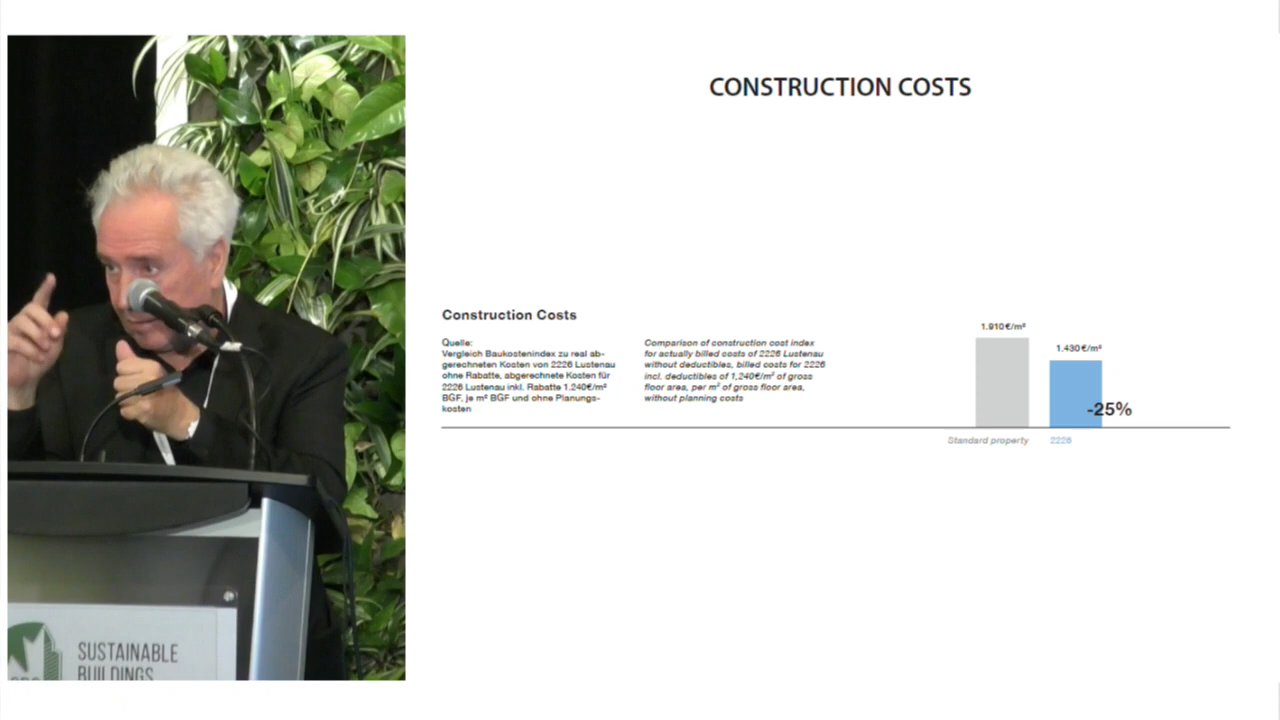 CONSTRUCTION COSTS
Construction Costs
Quelle:
Vergleich Baukostenindex zu real ab-
gerechneten Kosten von 2226 Lustenau
ohne Rabatte, abgerechnete Kosten für
2226 Lustenau inkl. Rabatte 1.240€/m²
BGF, je m² BGF und ohne Planungs-
kosten
Comparison of construction cost index
for actually billed costs of 2226 Lustenau
without deductibles, billed costs for 2226
incl. deductibles of 1,240€/m² of gross
floor area, per m² of gross floor area,
without planning costs
1.910€/m²
1.430€/m²
-25%
Standard property
2226
SUSTAINABLE
BUILDINGS